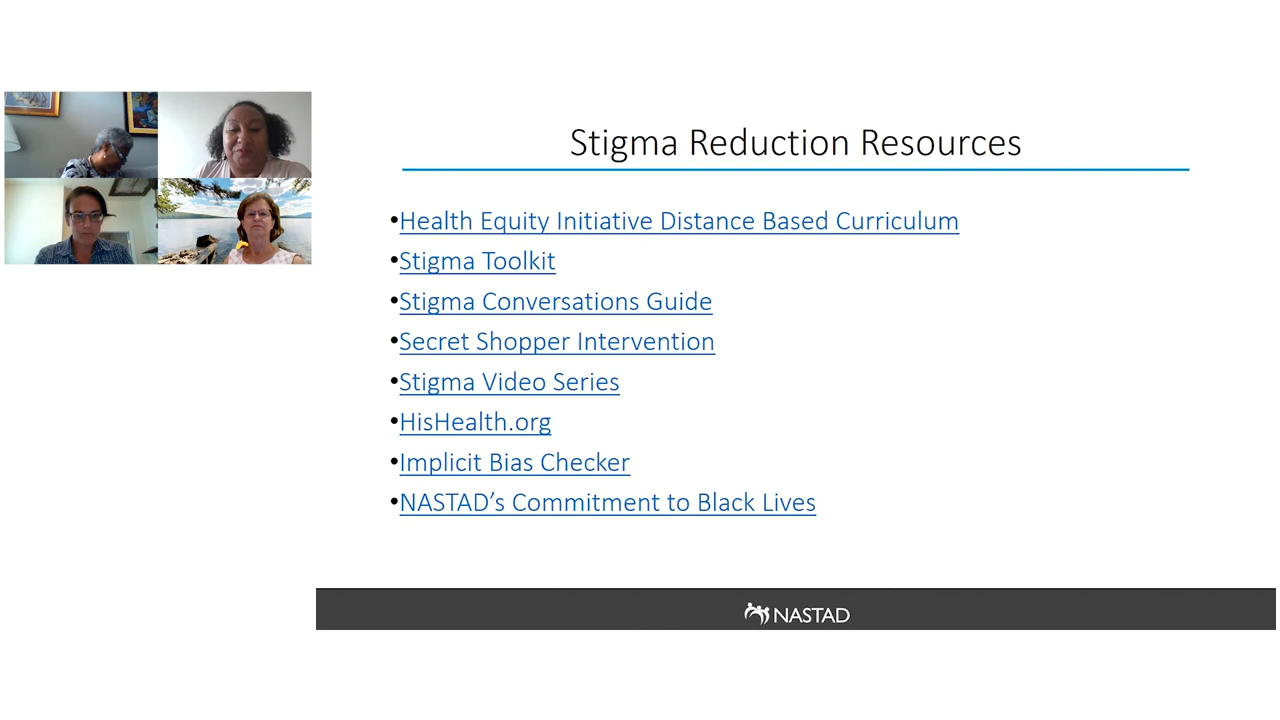 Stigma Reduction Resources
•Health Equity Initiative Distance Based Curriculum
•Stigma Toolkit
•Stigma Conversations Guide
•Secret Shopper Intervention
•Stigma Video Series
•HisHealth.org
•Implicit Bias Checker
•NASTAD’s Commitment to Black Lives
NASTAD